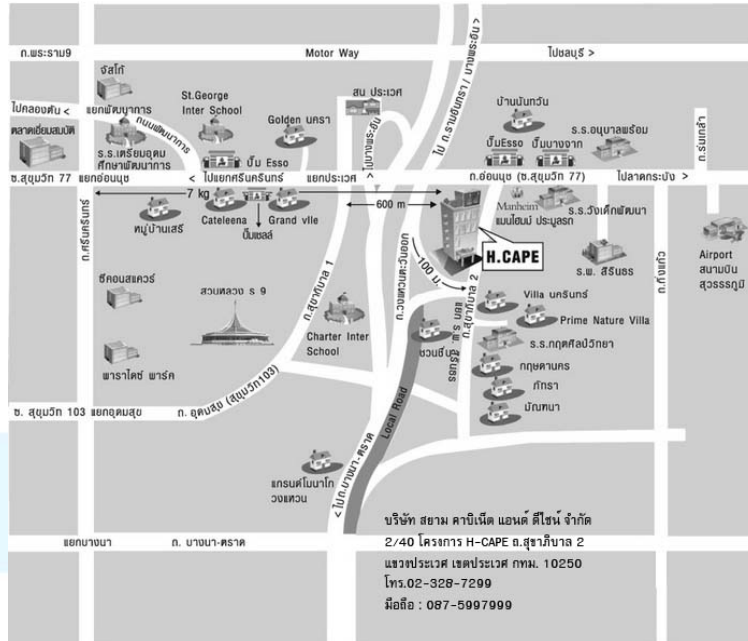 ถ.พระราม9
Motor Way
ไปชลบุรี >
จัสโก้
ไปคลองตัน <
แยกพัฒนาการ
ตลาดเอี่ยมสมบัติ
ถนนพัฒนาการ
ร.ร.เตรียมอุดม
ศึกษาพัฒนาการ
St.George
Inter School
Golden นครา
สน ประเวศ
ไปบางพระอิน
ไป ถ.รามอินทรา / บางพระอิน >
บ้านนันทวัน
ปั๊ม Esso
ปั๊มEsso
ปั๊มบางจาก
ร.ร.อนุบาลพร้อม
ถ.ร่มเกล้า
ซ.สุขุมวิท 77
แยกอ่อนนุช
< ไปแยกศรีนครินทร์
แยกประเวศ
ถ.อ่อนนุช (ซ.สุขุมวิท 77)
ไปลาดกระบัง >
7 kg
600 m
หมู่บ้านเสรี
Cateleena
ปั๊มเชลล์
Grand vlle
Manheim
แมนไฮม์ ประมูลรถ
ร.ร.วังเด็กพัฒนา
H.CAPE
ร.พ. สิรินธร
Airport
สนามบิน
สุวรรรภูมิ
ถ.ศรีนครินทร์
ถ.กิ่งแก้ว
100 ม.
ซีคอนสแควร์
สวนหลวง ร 9
ถ.สุขาภิบาล 1
ถ.สุขาภิบาล 2
แยก ร.พ. สิรินธร
Charter Inter
School
Villa นครินทร์
Prime Nature Villa
ชวนชื่น
ร.ร.กฤตศิลป์วิทยา
พาราไดซ์ พาร์ค
กฤษดานคร
ภัทรา
มัณฑนา
ซ. สุขุมวิท 103
แยกอุดมสุข
ถ. อุดมสุข (สุขุมวิท103)
Local Road
แกรนด์โมนาโก
วงแหวน
< ไป ถ.บางนา-ตราด
แยกบางนา
ถ. บางนา-ตราด
บริษัท สยาม คาบิเน็ต แอนด์ ดีไซน์ จำกัด
2/40 โครงการ H-CAPE ถ.สุขาภิบาล 2
แขวงประเวศ เขตประเวศ กทม. 10250
โทร.02-328-7299
มือถือ : 087-5997999